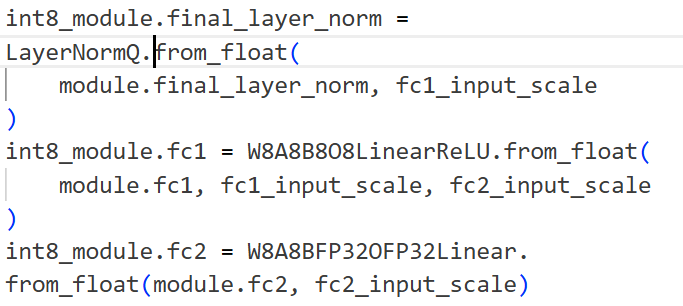 int8_module.final_layer_norm =
LayerNormQ.from_float(
    module.final_layer_norm, fc1_input_scale
)
int8_module.fc1 = W8A8B8O8LinearReLU.from_float(
    module.fc1, fc1_input_scale, fc2_input_scale
)
int8_module.fc2 = W8A8BFP32OFP32Linear.
from_float(module.fc2, fc2_input_scale)